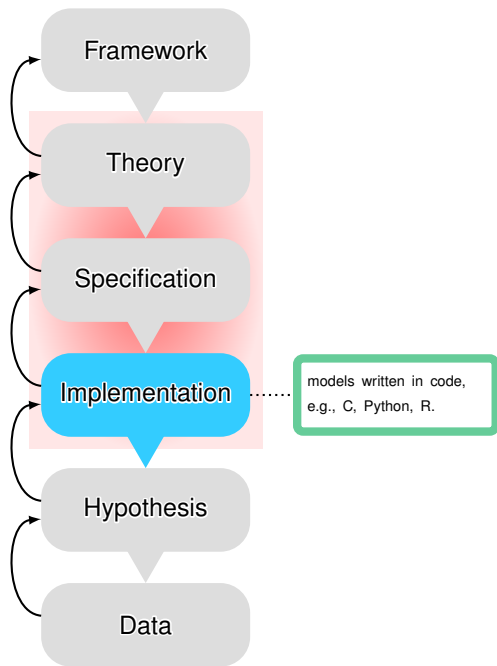 Framework
Theory
Specification
Implementation
models written in code,
e.g., C, Python, R.
Hypothesis
Data